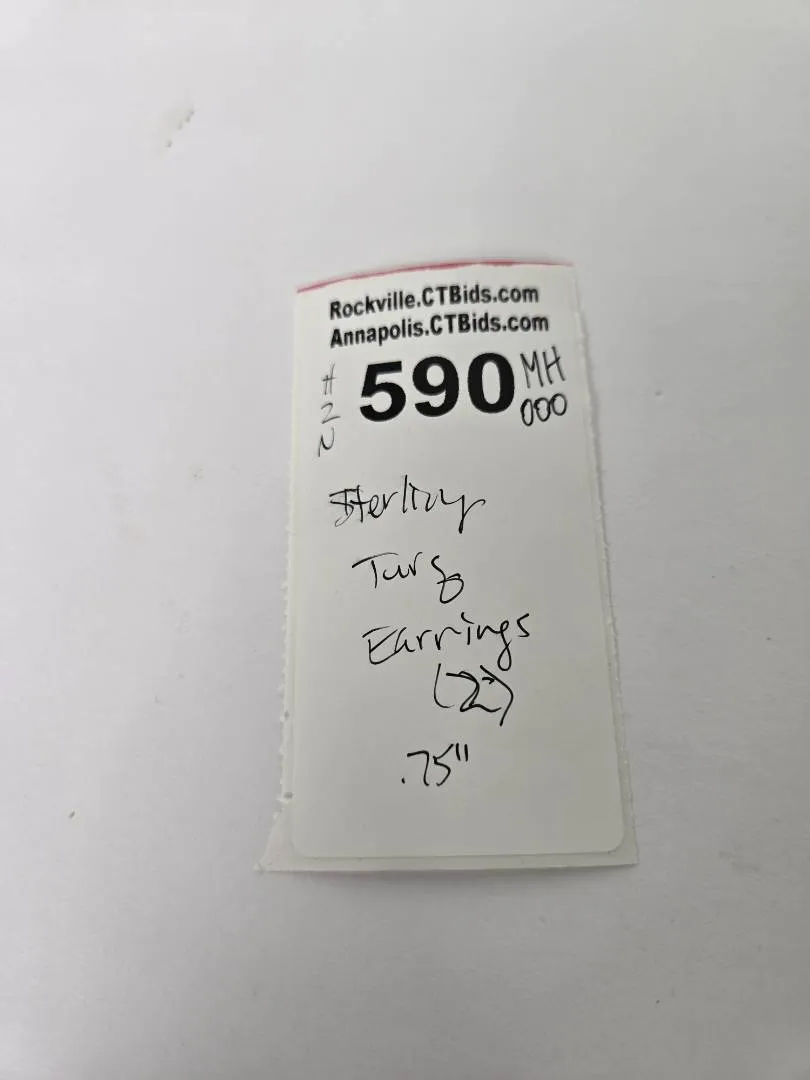 Rockville.CTBids.com
Annapolis.CTBids.com
#2N
590
MH
000
Sterling
Turq
Earrings
(2)
.75"